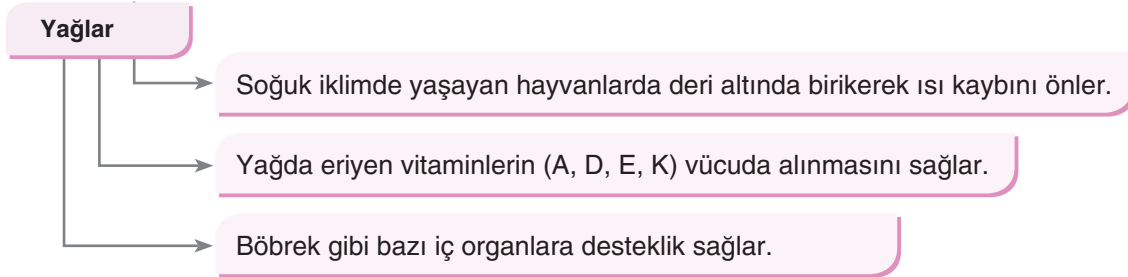 Yağlar
Soğuk iklimde yaşayan hayvanlarda deri altında birikerek ısı kaybını önler.
Yağda eriyen vitaminlerin (A, D, E, K) vücuda alınmasını sağlar.
Böbrek gibi bazı iç organlara desteklik sağlar.